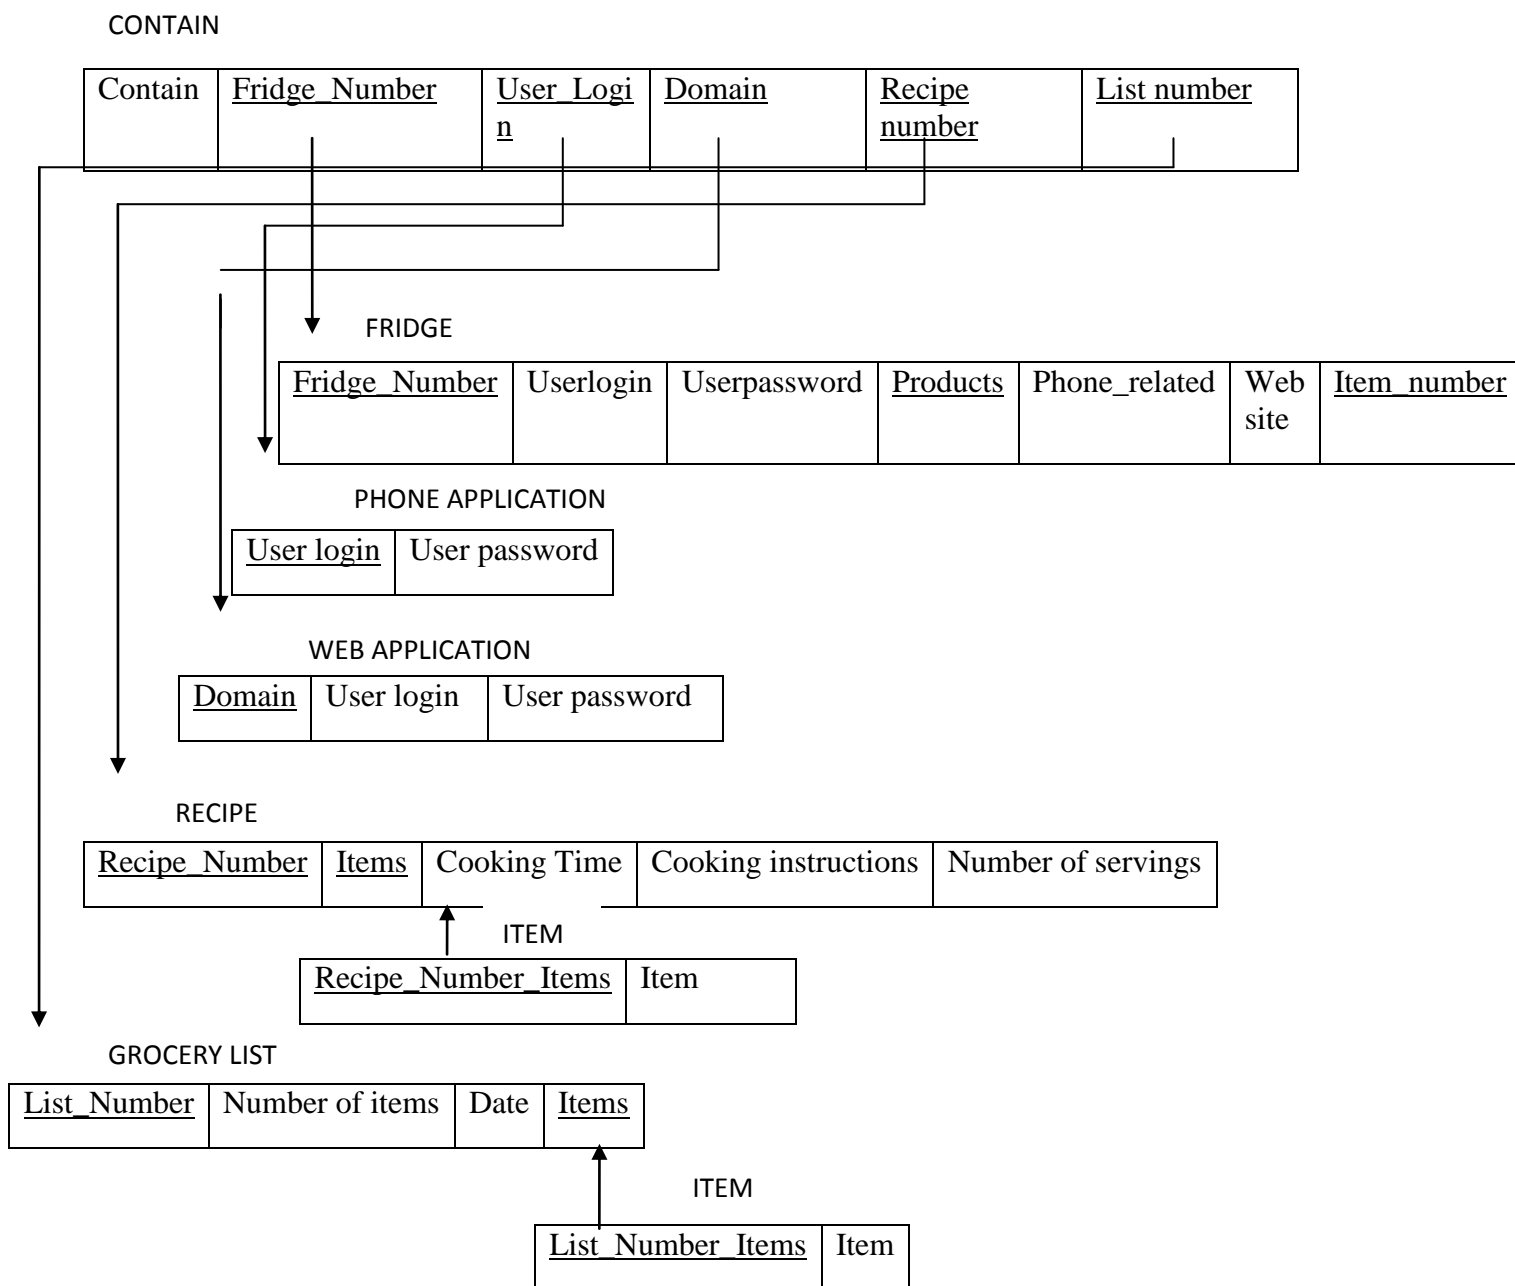 CONTAIN
Contain Fridge_Number User_Logi Domain Recipe List number
n number
FRIDGE
Fridge_Number Userlogin Userpassword Products Phone_related Web Item_number
site
PHONE APPLICATION
User login User password
WEB APPLICATION
Domain User login User password
RECIPE
Recipe_Number Items Cooking Time Cooking instructions Number of servings
ITEM
Recipe_Number_Items Item
GROCERY LIST
List_Number Number of items Date Items
ITEM
List_Number_Items Item